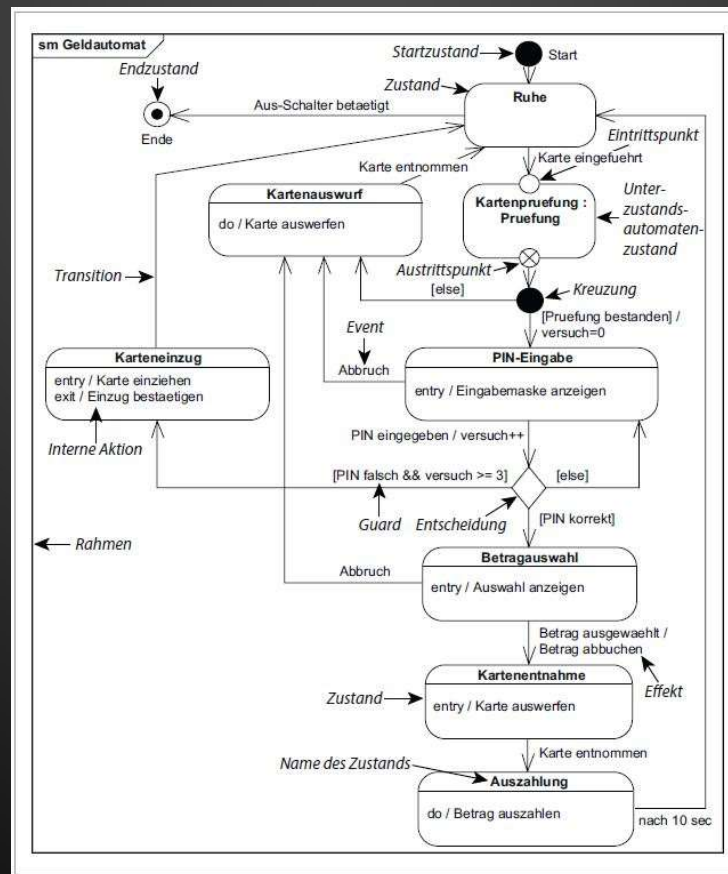 sm Geldautomat
Startzustand
Start
Endzustand
Zustand
Ruhe
Aus-Schalter betaetigt
Ende
Eintrittspunkt
Karte entnommen
Karte eingefuehrt
Kartenauswurf
do / Karte auswerfen
Kartenpruefung :
Pruefung
Unter-
zustands-
automaten-
zustand
Transition
Austrittspunkt
[else]
Kreuzung
[Pruefung bestanden] /
versuch=0
Event
Karteneinzug
entry / Karte einziehen
exit / Einzug bestaetigen
Abbruch
PIN-Eingabe
entry / Eingabemaske anzeigen
Interne Aktion
PIN eingegeben / versuch++
[PIN falsch && versuch >= 3]
[else]
Guard
Entscheidung
[PIN korrekt]
Rahmen
Abbruch
Betragauswahl
entry / Auswahl anzeigen
Betrag ausgewaehlt /
Betrag abbuchen
Effekt
Zustand
Kartenentnahme
entry / Karte auswerfen
Karte entnommen
Name des Zustands
Auszahlung
do / Betrag auszahlen
nach 10 sec